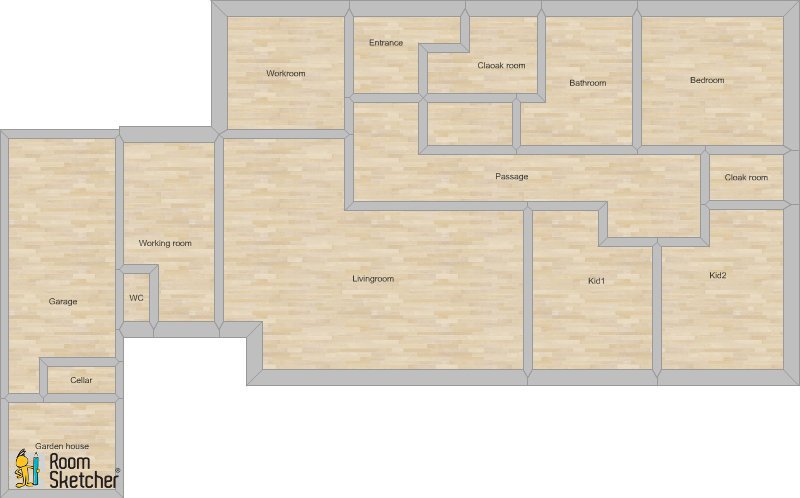 Entrance
Workroom
Claoak room
Bathroom
Bedroom
Passage
Cloak room
Working room
Livingroom
Kid1
Kid2
WC
Garage
Cellar
Garden house
Room
Sketcher®